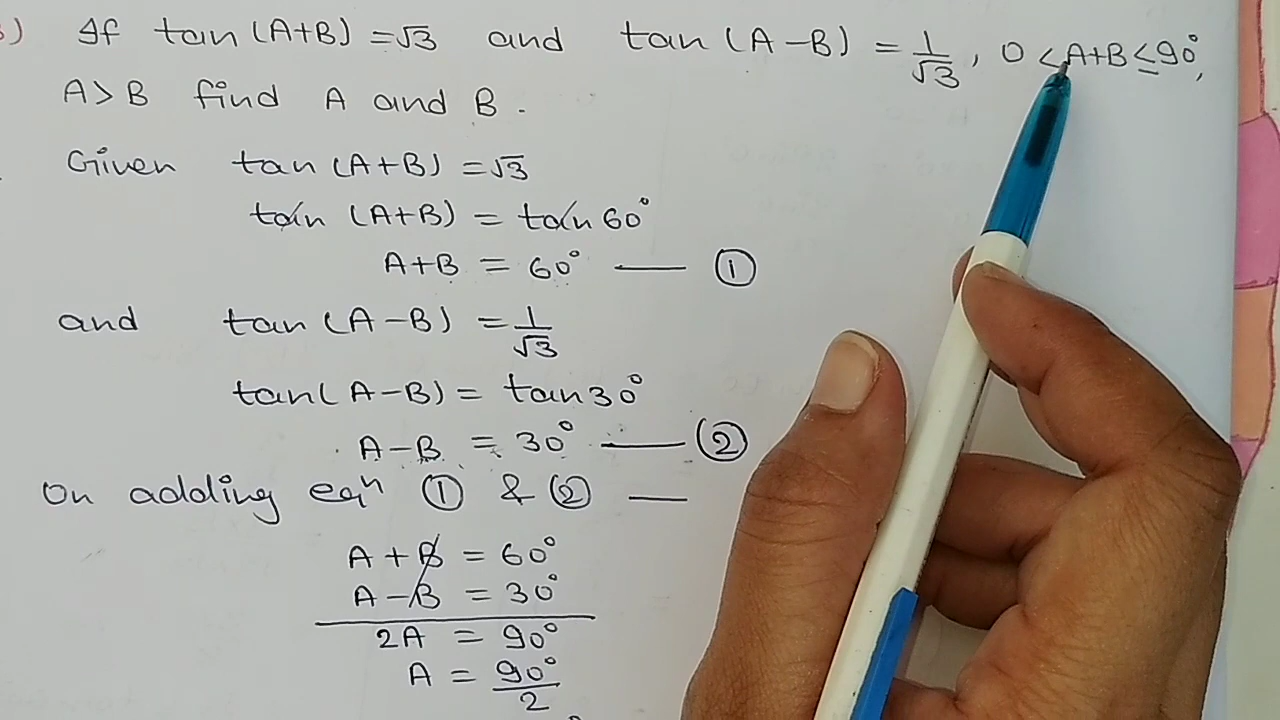 3) If tan (A+B) = √3 and tan (A-B) = 1/√3, 0 < A+B ≤ 90°,
A > B find A and B.
Given tan (A+B) = √3
tan (A+B) = tan 60°
A+B = 60° — ①
and tan (A-B) = 1/√3
tan (A-B) = tan 30°
A-B = 30° — ②
On adding eqⁿ ① & ② —
A + B = 60°
A - B = 30°
2A = 90°
A = 90°/2